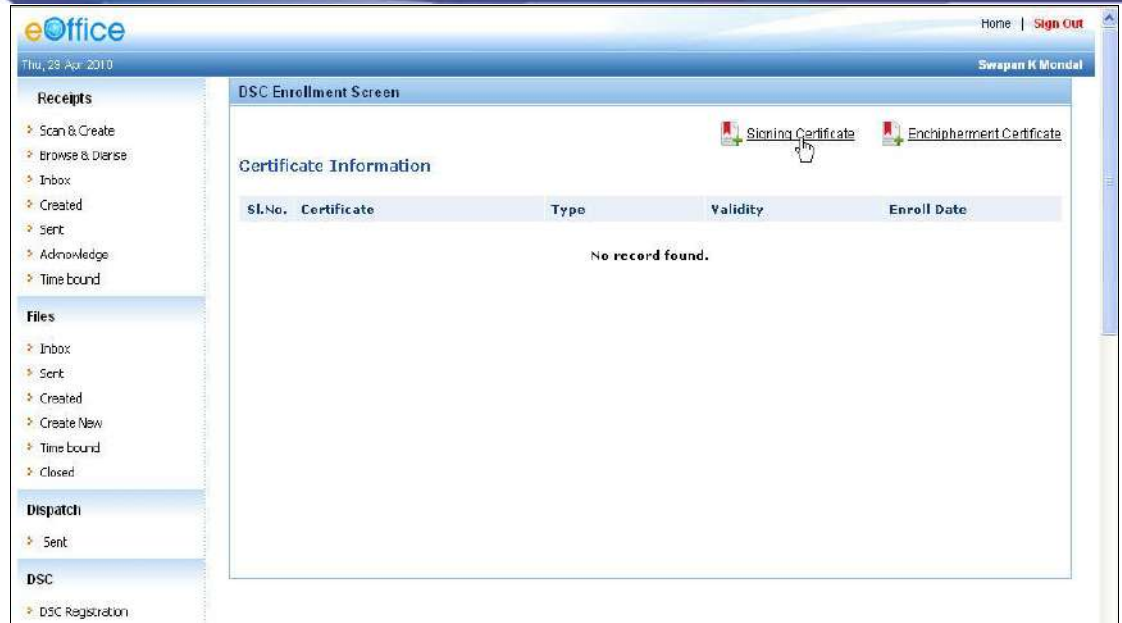 eOffice
Home | Sign Out
Thu, 29 Apr 2010
Swapan K Mondal
Receipts
Scan & Create
Browse & Diarise
Inbox
Created
Sent
Acknowledge
Time bound
Files
Inbox
Sent
Created
Create New
Time bound
Closed
Dispatch
Sent
DSC
DSC Registration
DSC Enrollment Screen
Signing Certificate
Enchipherment Certificate
Certificate Information
Sl.No. Certificate Type Validity Enroll Date
No record found.